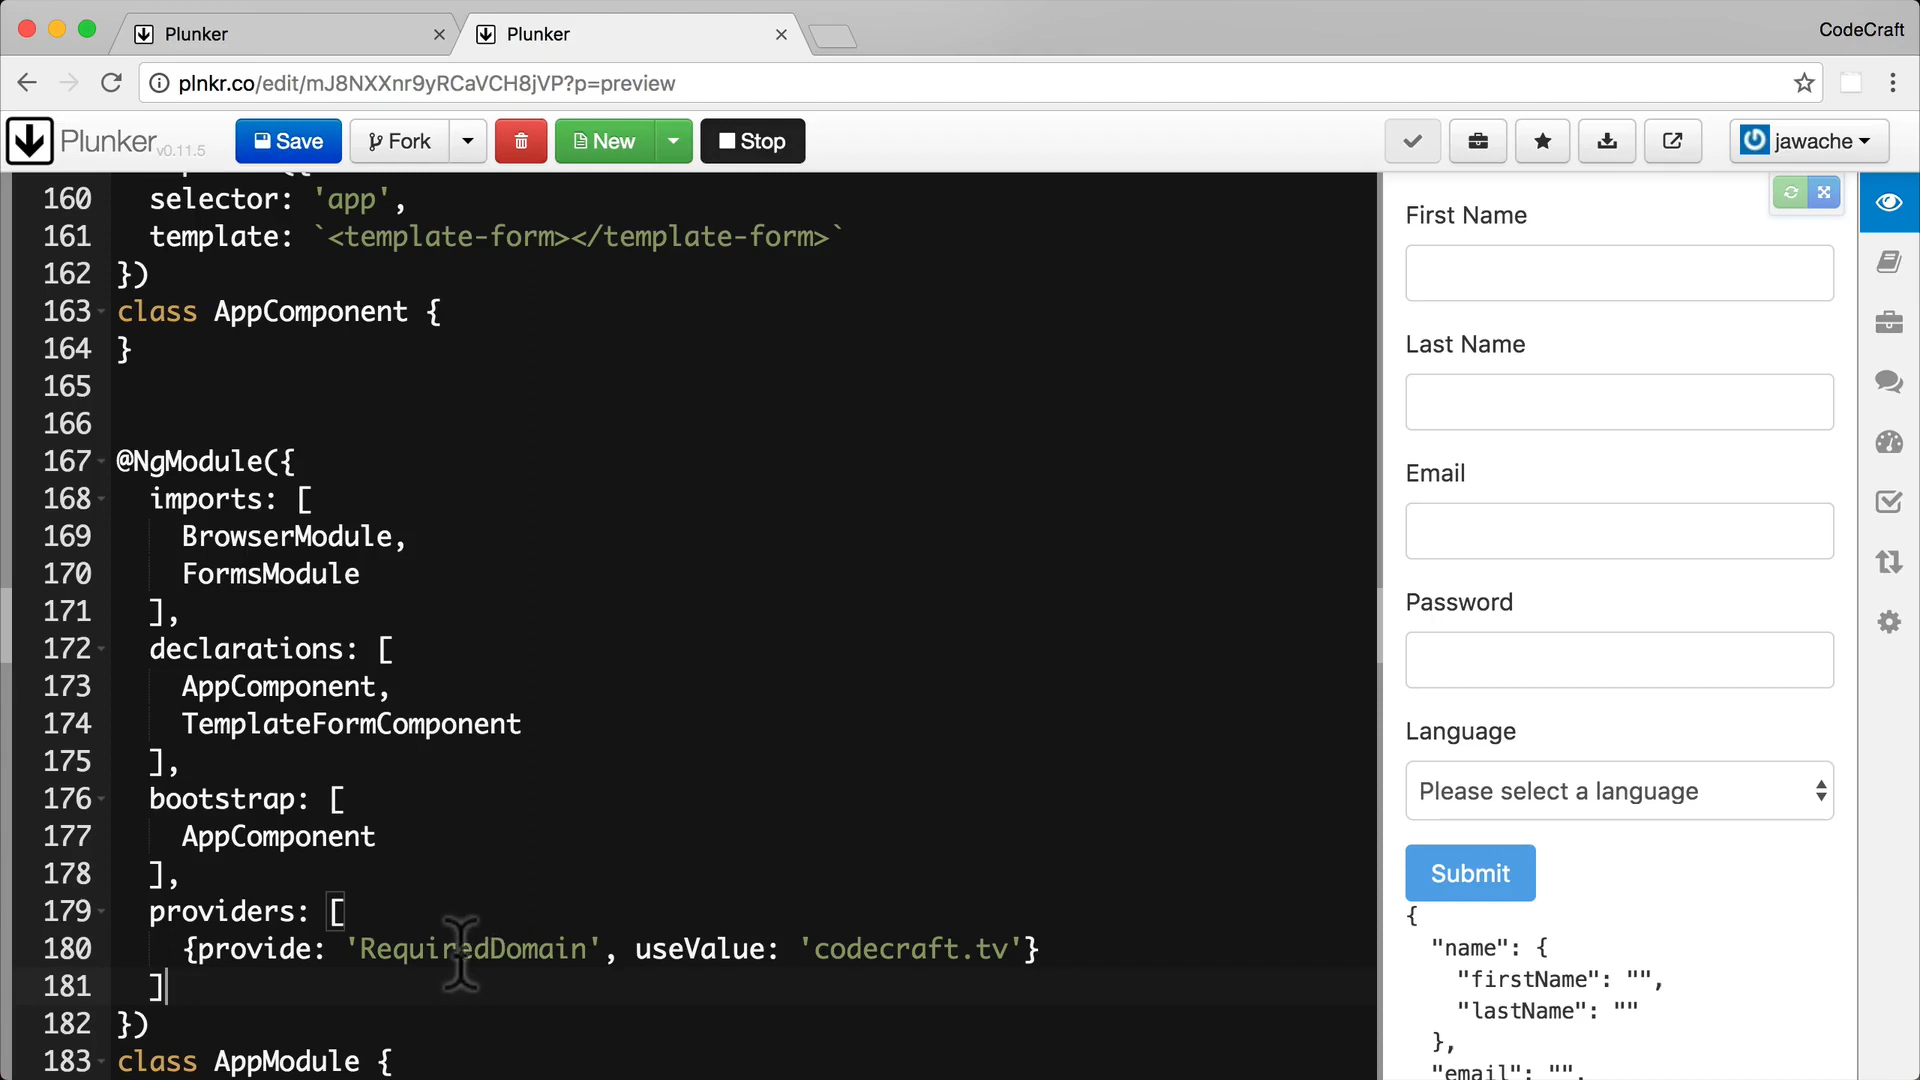 Plunker
Plunker
CodeCraft
plnkr.co/edit/mJ8NXXnr9yRCaVCH8jVP?p=preview
Plunker v0.11.5
Save
Fork
New
Stop
jawache
160 selector: 'app',
161 template: `<template-form></template-form>`
162 })
163 class AppComponent {
164 }
165
166
167 @NgModule({
168 imports: [
169 BrowserModule,
170 FormsModule
171 ],
172 declarations: [
173 AppComponent,
174 TemplateFormComponent
175 ],
176 bootstrap: [
177 AppComponent
178 ],
179 providers: [
180 {provide: 'RequiredDomain', useValue: 'codecraft.tv'}
181 ]
182 })
183 class AppModule {
First Name
Last Name
Email
Password
Language
Please select a language
Submit
{
"name": {
"firstName": "",
"lastName": ""
},
"email": "",